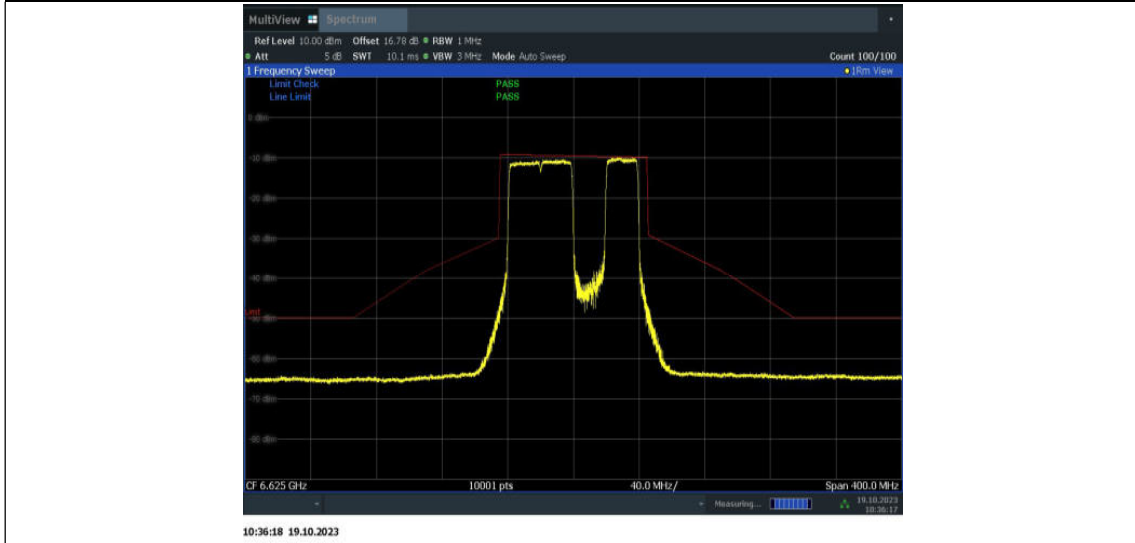 MultiView Spectrum
Ref Level 10.00 dBm Offset 16.78 dB RBW 1 MHz
Att 5 dB SWT 10.1 ms VBW 3 MHz Mode Auto Sweep Count 100/100
1 Frequency Sweep 1Rm View
Limit Check PASS
Line Limit PASS
0 dBm
-10 dBm
-20 dBm
-30 dBm
-40 dBm
-50 dBm
-60 dBm
-70 dBm
-80 dBm
CF 6.625 GHz 10001 pts 40.0 MHz/ Span 400.0 MHz
Measuring... 19.10.2023
10:36:17
10:36:18 19.10.2023